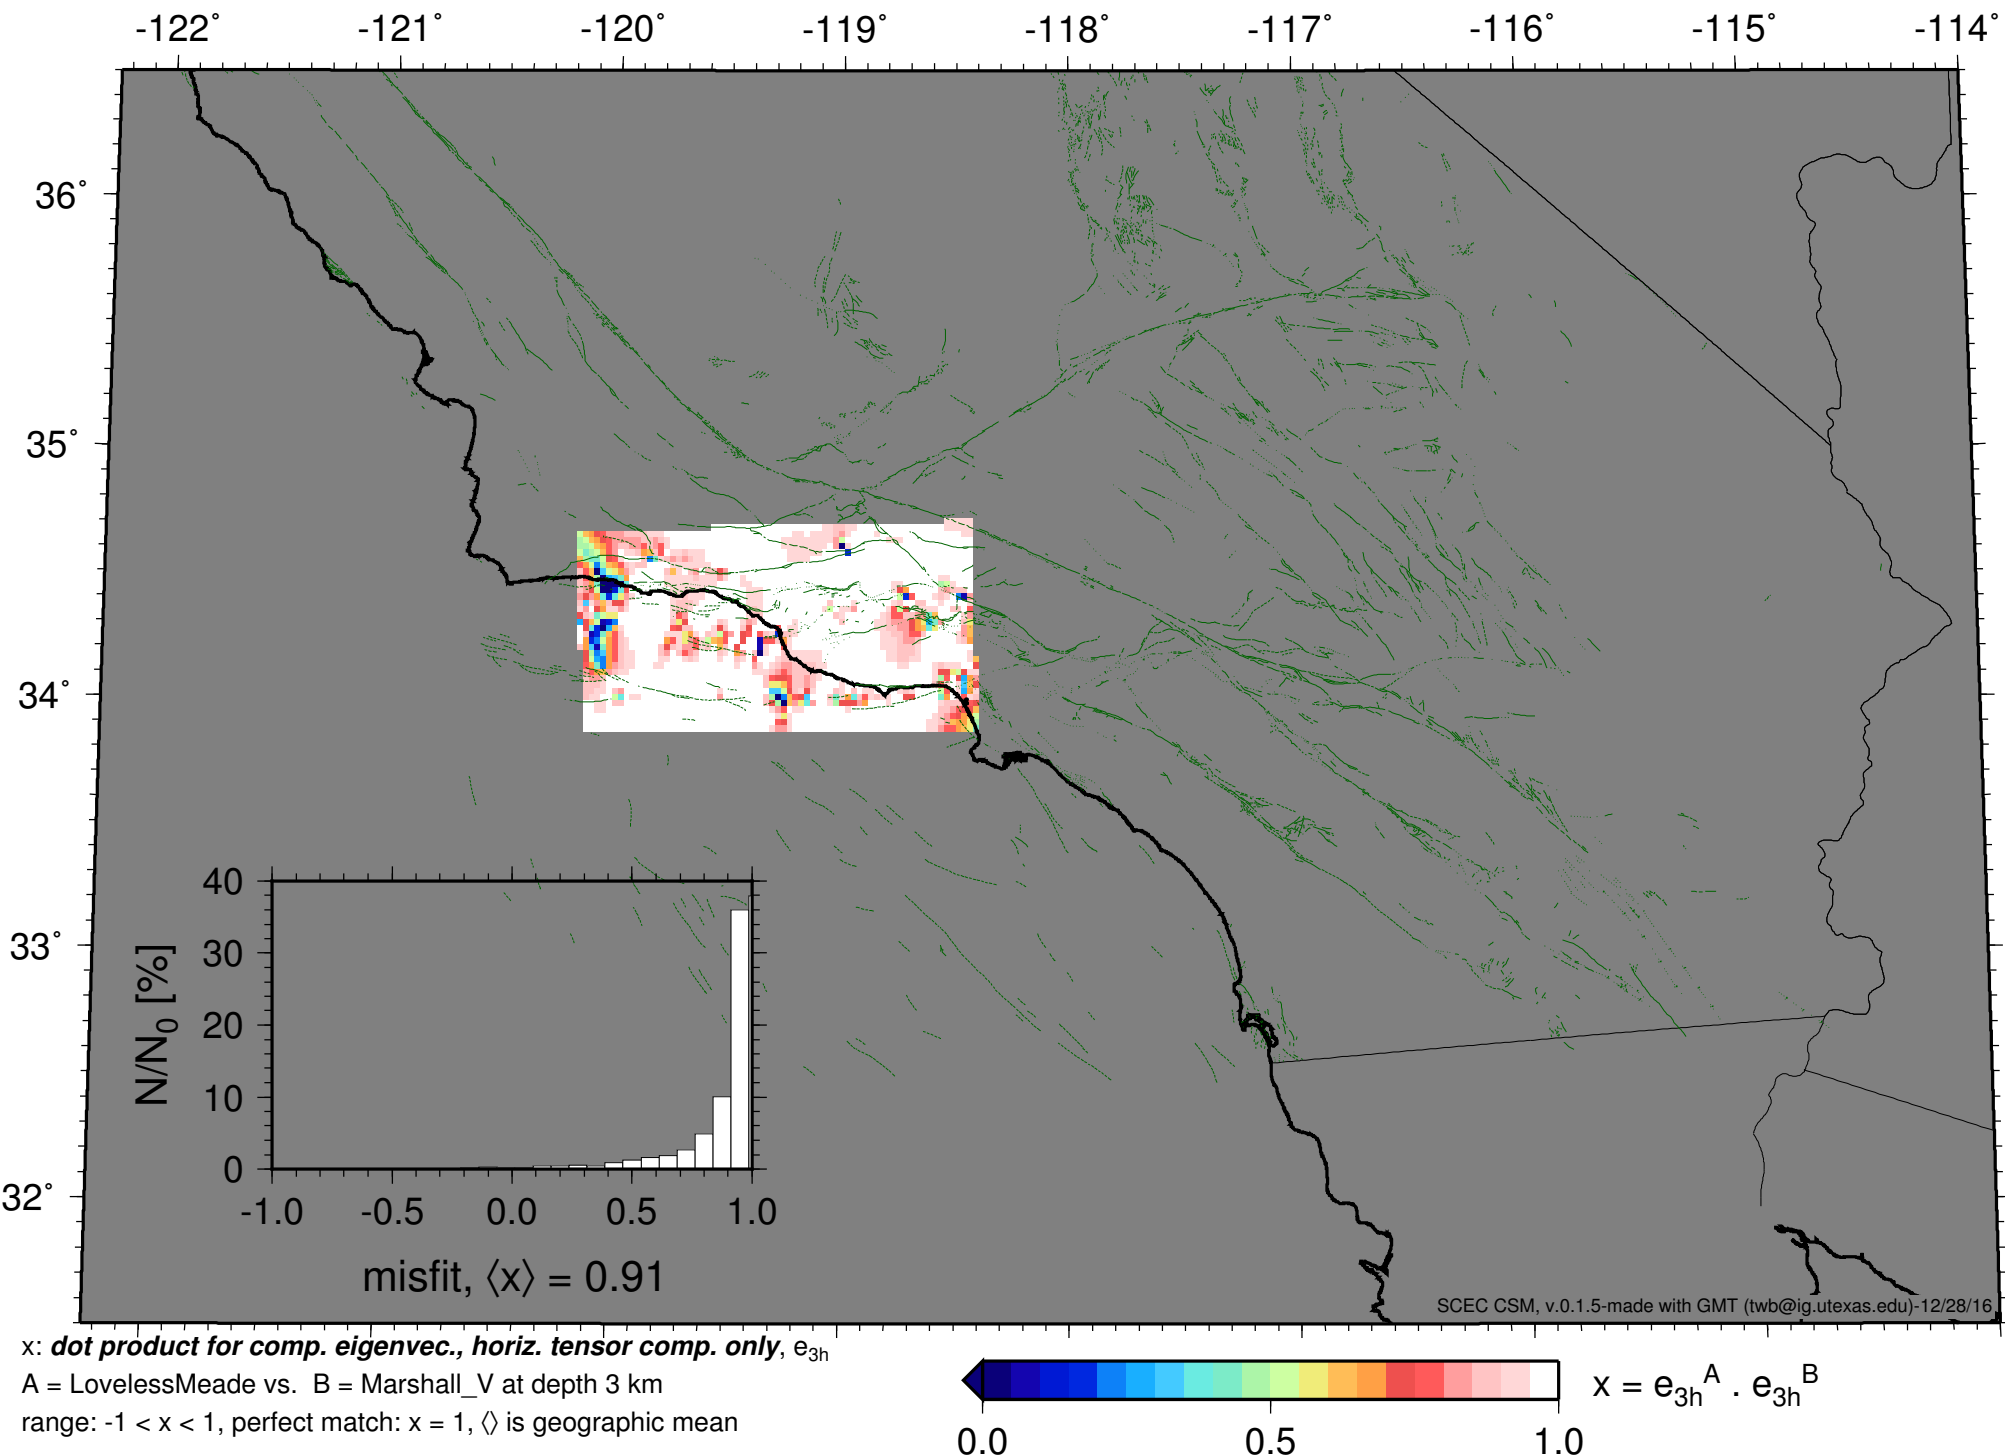 -122° -121° -120° -119° -118° -117° -116° -115° -114°
36°
35°
34°
33°
32°
40
30
20
10
0
N/N0 [%]
-1.0 -0.5 0.0 0.5 1.0
misfit, ⟨x⟩ = 0.91
SCEC CSM, v.0.1.5-made with GMT (twb@ig.utexas.edu)-12/28/16
x: dot product for comp. eigenvec., horiz. tensor comp. only, e3h
A = LovelessMeade vs. B = Marshall_V at depth 3 km
range: -1 < x < 1, perfect match: x = 1, ⟨⟩ is geographic mean
x = e3hA . e3hB
0.0 0.5 1.0